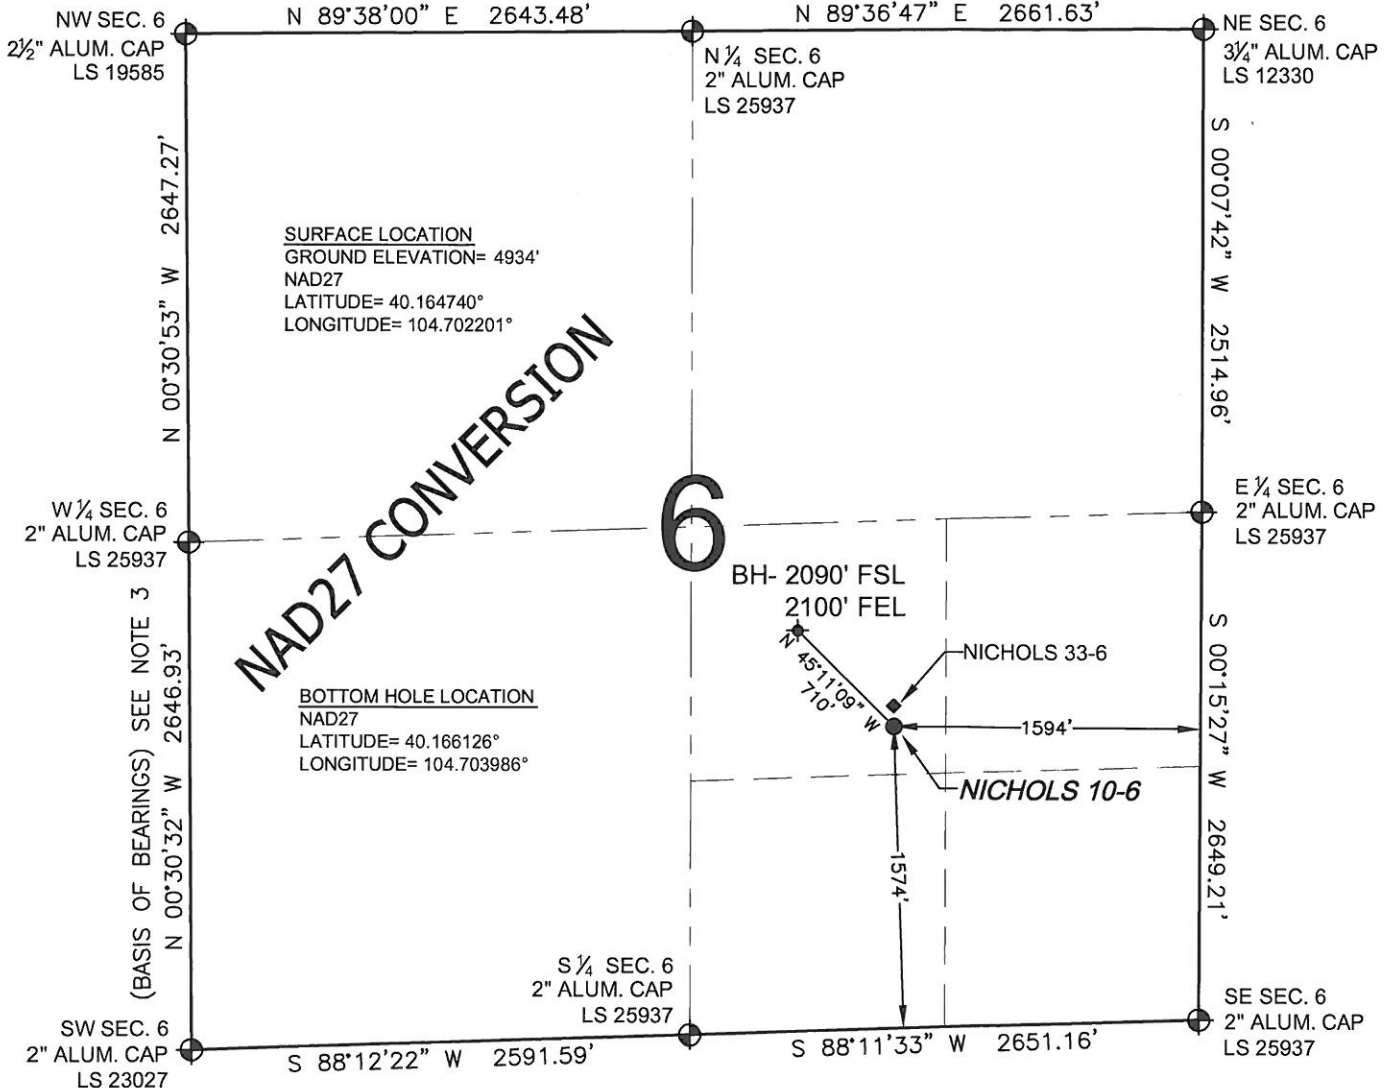 N 89°38'00" E 2643.48'
N 89°36'47" E 2661.63'
NW SEC. 6
2½" ALUM. CAP
LS 19585
N ¼ SEC. 6
2" ALUM. CAP
LS 25937
NE SEC. 6
3¼" ALUM. CAP
LS 12330
N 00°30'53" W 2647.27'
S 00°07'42" W 2514.96'
SURFACE LOCATION
GROUND ELEVATION= 4934'
NAD27
LATITUDE= 40.164740°
LONGITUDE= 104.702201°
NAD27 CONVERSION
W ¼ SEC. 6
2" ALUM. CAP
LS 25937
6
E ¼ SEC. 6
2" ALUM. CAP
LS 25937
BH- 2090' FSL
2100' FEL
N 45°11'09" W
710'
NICHOLS 33-6
1594'
NICHOLS 10-6
1574'
BOTTOM HOLE LOCATION
NAD27
LATITUDE= 40.166126°
LONGITUDE= 104.703986°
(BASIS OF BEARINGS) SEE NOTE 3
N 00°30'32" W 2646.93'
S 00°15'27" W 2649.21'
SW SEC. 6
2" ALUM. CAP
LS 23027
S ¼ SEC. 6
2" ALUM. CAP
LS 25937
SE SEC. 6
2" ALUM. CAP
LS 25937
S 88°12'22" W 2591.59'
S 88°11'33" W 2651.16'